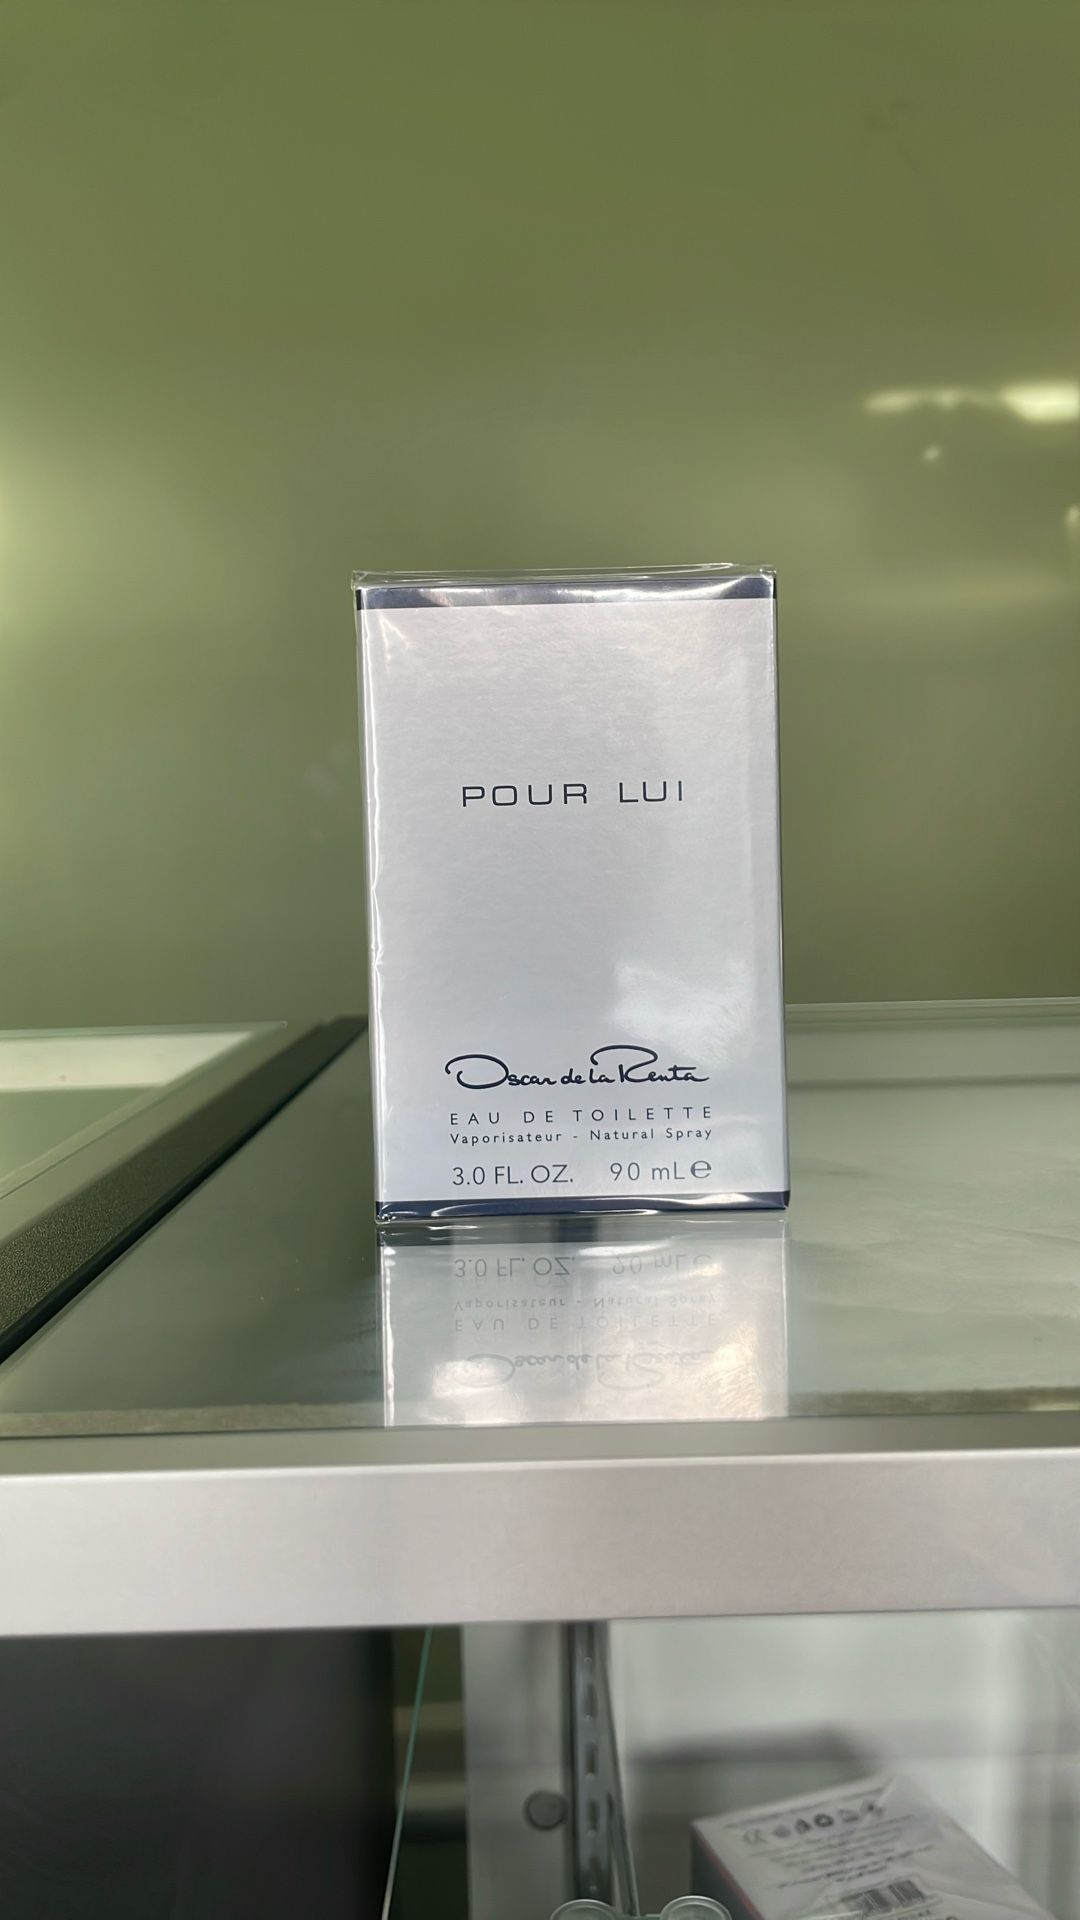 POUR LUI
Oscar de la Renta
EAU DE TOILETTE
Vaporisateur - Natural Spray
3.0 FL. OZ. 90 mL e